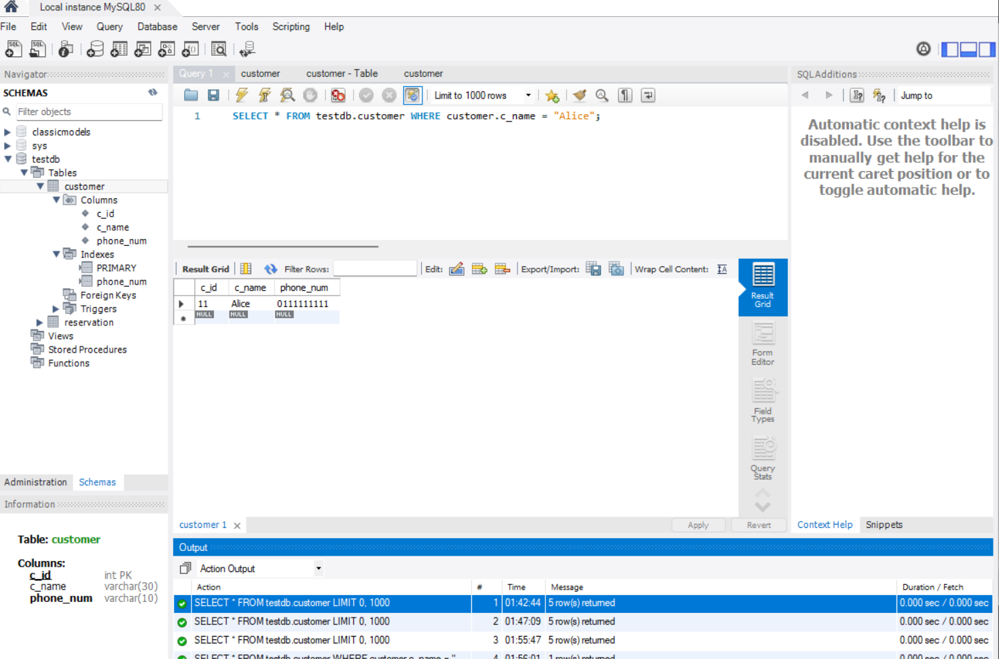 Local instance MySQL80
File Edit View Query Database Server Tools Scripting Help
Navigator
SCHEMAS
Filter objects
classicmodels
sys
testdb
Tables
customer
Columns
c_id
c_name
phone_num
Indexes
PRIMARY
phone_num
Foreign Keys
Triggers
reservation
Views
Stored Procedures
Functions
Administration Schemas
Information
Table: customer
Columns:
c_id int PK
c_name varchar(30)
phone_num varchar(10)
Query 1 customer customer - Table customer
Limit to 1000 rows
1 SELECT * FROM testdb.customer WHERE customer.c_name = "Alice";
Result Grid Filter Rows: Edit: Export/Import: Wrap Cell Content:
c_id c_name phone_num
11 Alice 0111111111
NULL NULL NULL
Result
Grid
Form
Editor
Field
Types
Query
Stats
customer 1 Apply Revert
SQLAdditions
Jump to
Automatic context help is
disabled. Use the toolbar to
manually get help for the
current caret position or to
toggle automatic help.
Context Help Snippets
Output
Action Output
Action # Time Message Duration / Fetch
SELECT * FROM testdb.customer LIMIT 0, 1000 1 01:42:44 5 row(s) returned 0.000 sec / 0.000 sec
SELECT * FROM testdb.customer LIMIT 0, 1000 2 01:47:09 5 row(s) returned 0.000 sec / 0.000 sec
SELECT * FROM testdb.customer LIMIT 0, 1000 3 01:55:47 5 row(s) returned 0.000 sec / 0.000 sec
SELECT * FROM testdb.customer WHERE customer.c_name = "... 4 01:56:01 1 row(s) returned 0.000 sec / 0.000 sec